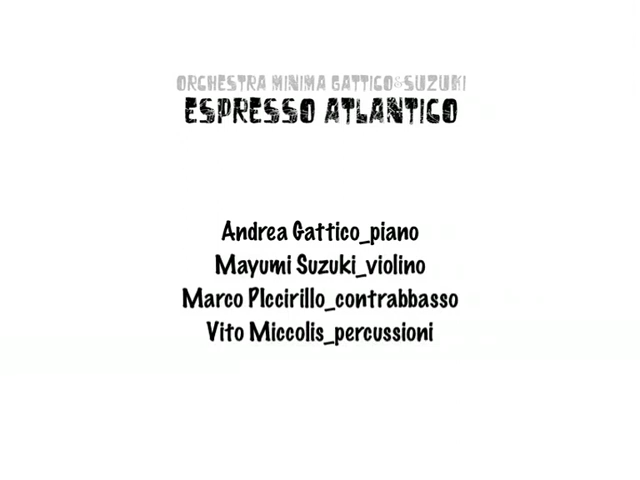 ORCHESTRA MINIMA GATTICO&SUZUKI
ESPRESSO ATLANTICO
Andrea Gattico_piano
Mayumi Suzuki_violino
Marco PIccirillo_contrabbasso
Vito Miccolis_percussioni